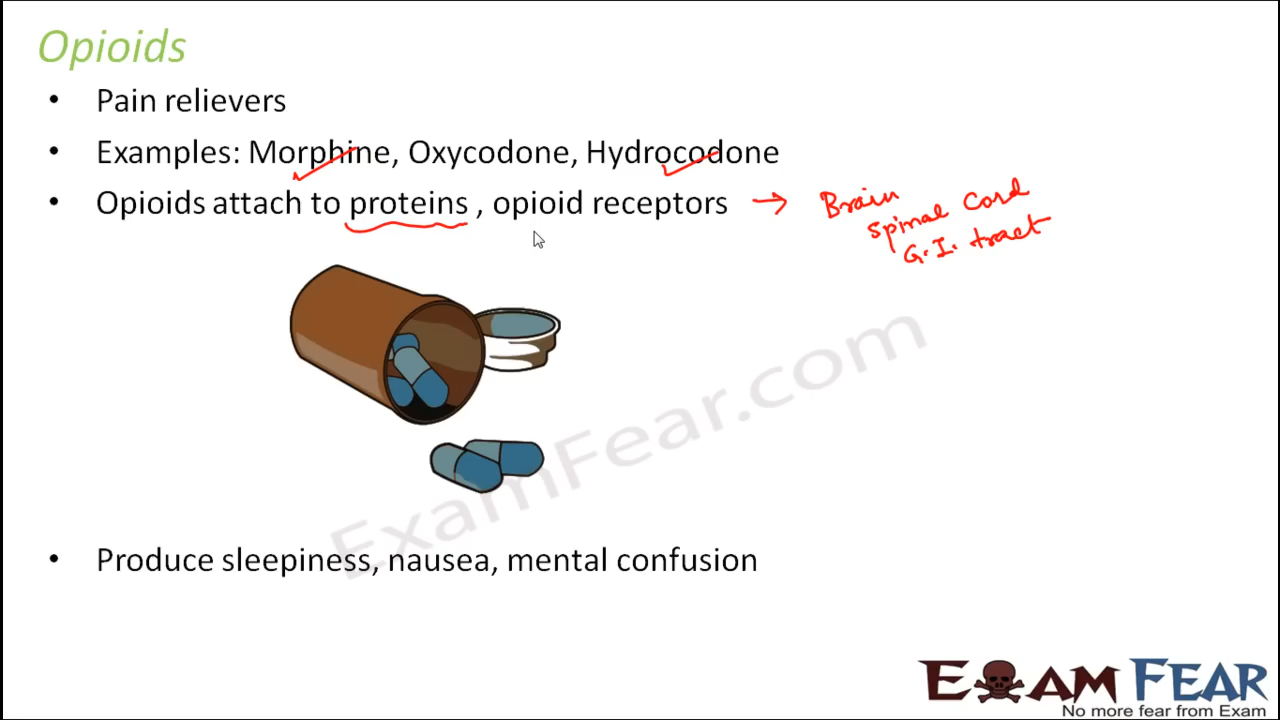 Opioids
• Pain relievers
• Examples: Morphine, Oxycodone, Hydrocodone
• Opioids attach to proteins , opioid receptors → Brain
Spinal Cord
G.I. tract
ExamFear.com
• Produce sleepiness, nausea, mental confusion
EXAM FEAR
No more fear from Exam